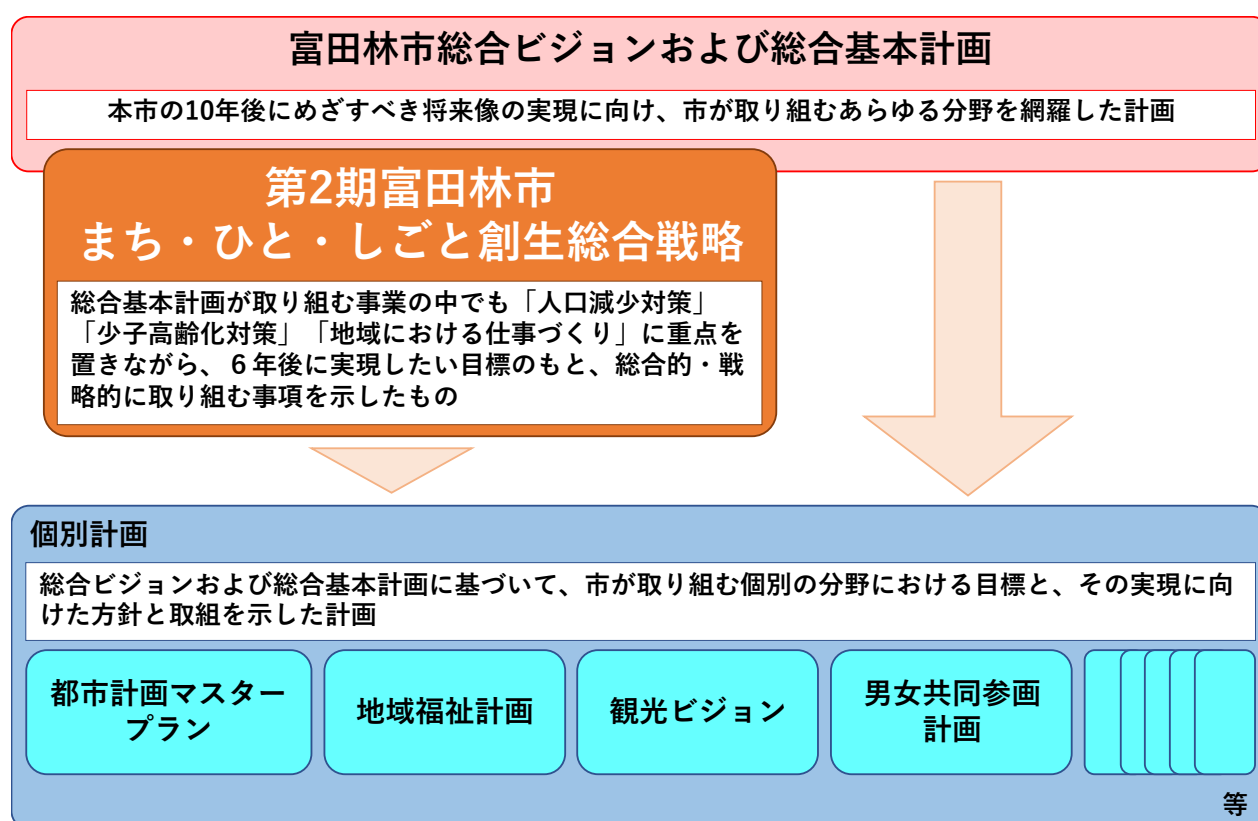 富田林市総合ビジョンおよび総合基本計画
本市の10年後にめざすべき将来像の実現に向け、市が取り組むあらゆる分野を網羅した計画
第2期富田林市
まち・ひと・しごと創生総合戦略
総合基本計画が取り組む事業の中でも「人口減少対策」
「少子高齢化対策」「地域における仕事づくり」に重点を
置きながら、６年後に実現したい目標のもと、総合的・戦
略的に取り組む事項を示したもの
個別計画
総合ビジョンおよび総合基本計画に基づいて、市が取り組む個別の分野における目標と、その実現に向
けた方針と取組を示した計画
都市計画マスター
プラン
地域福祉計画
観光ビジョン
男女共同参画
計画
等